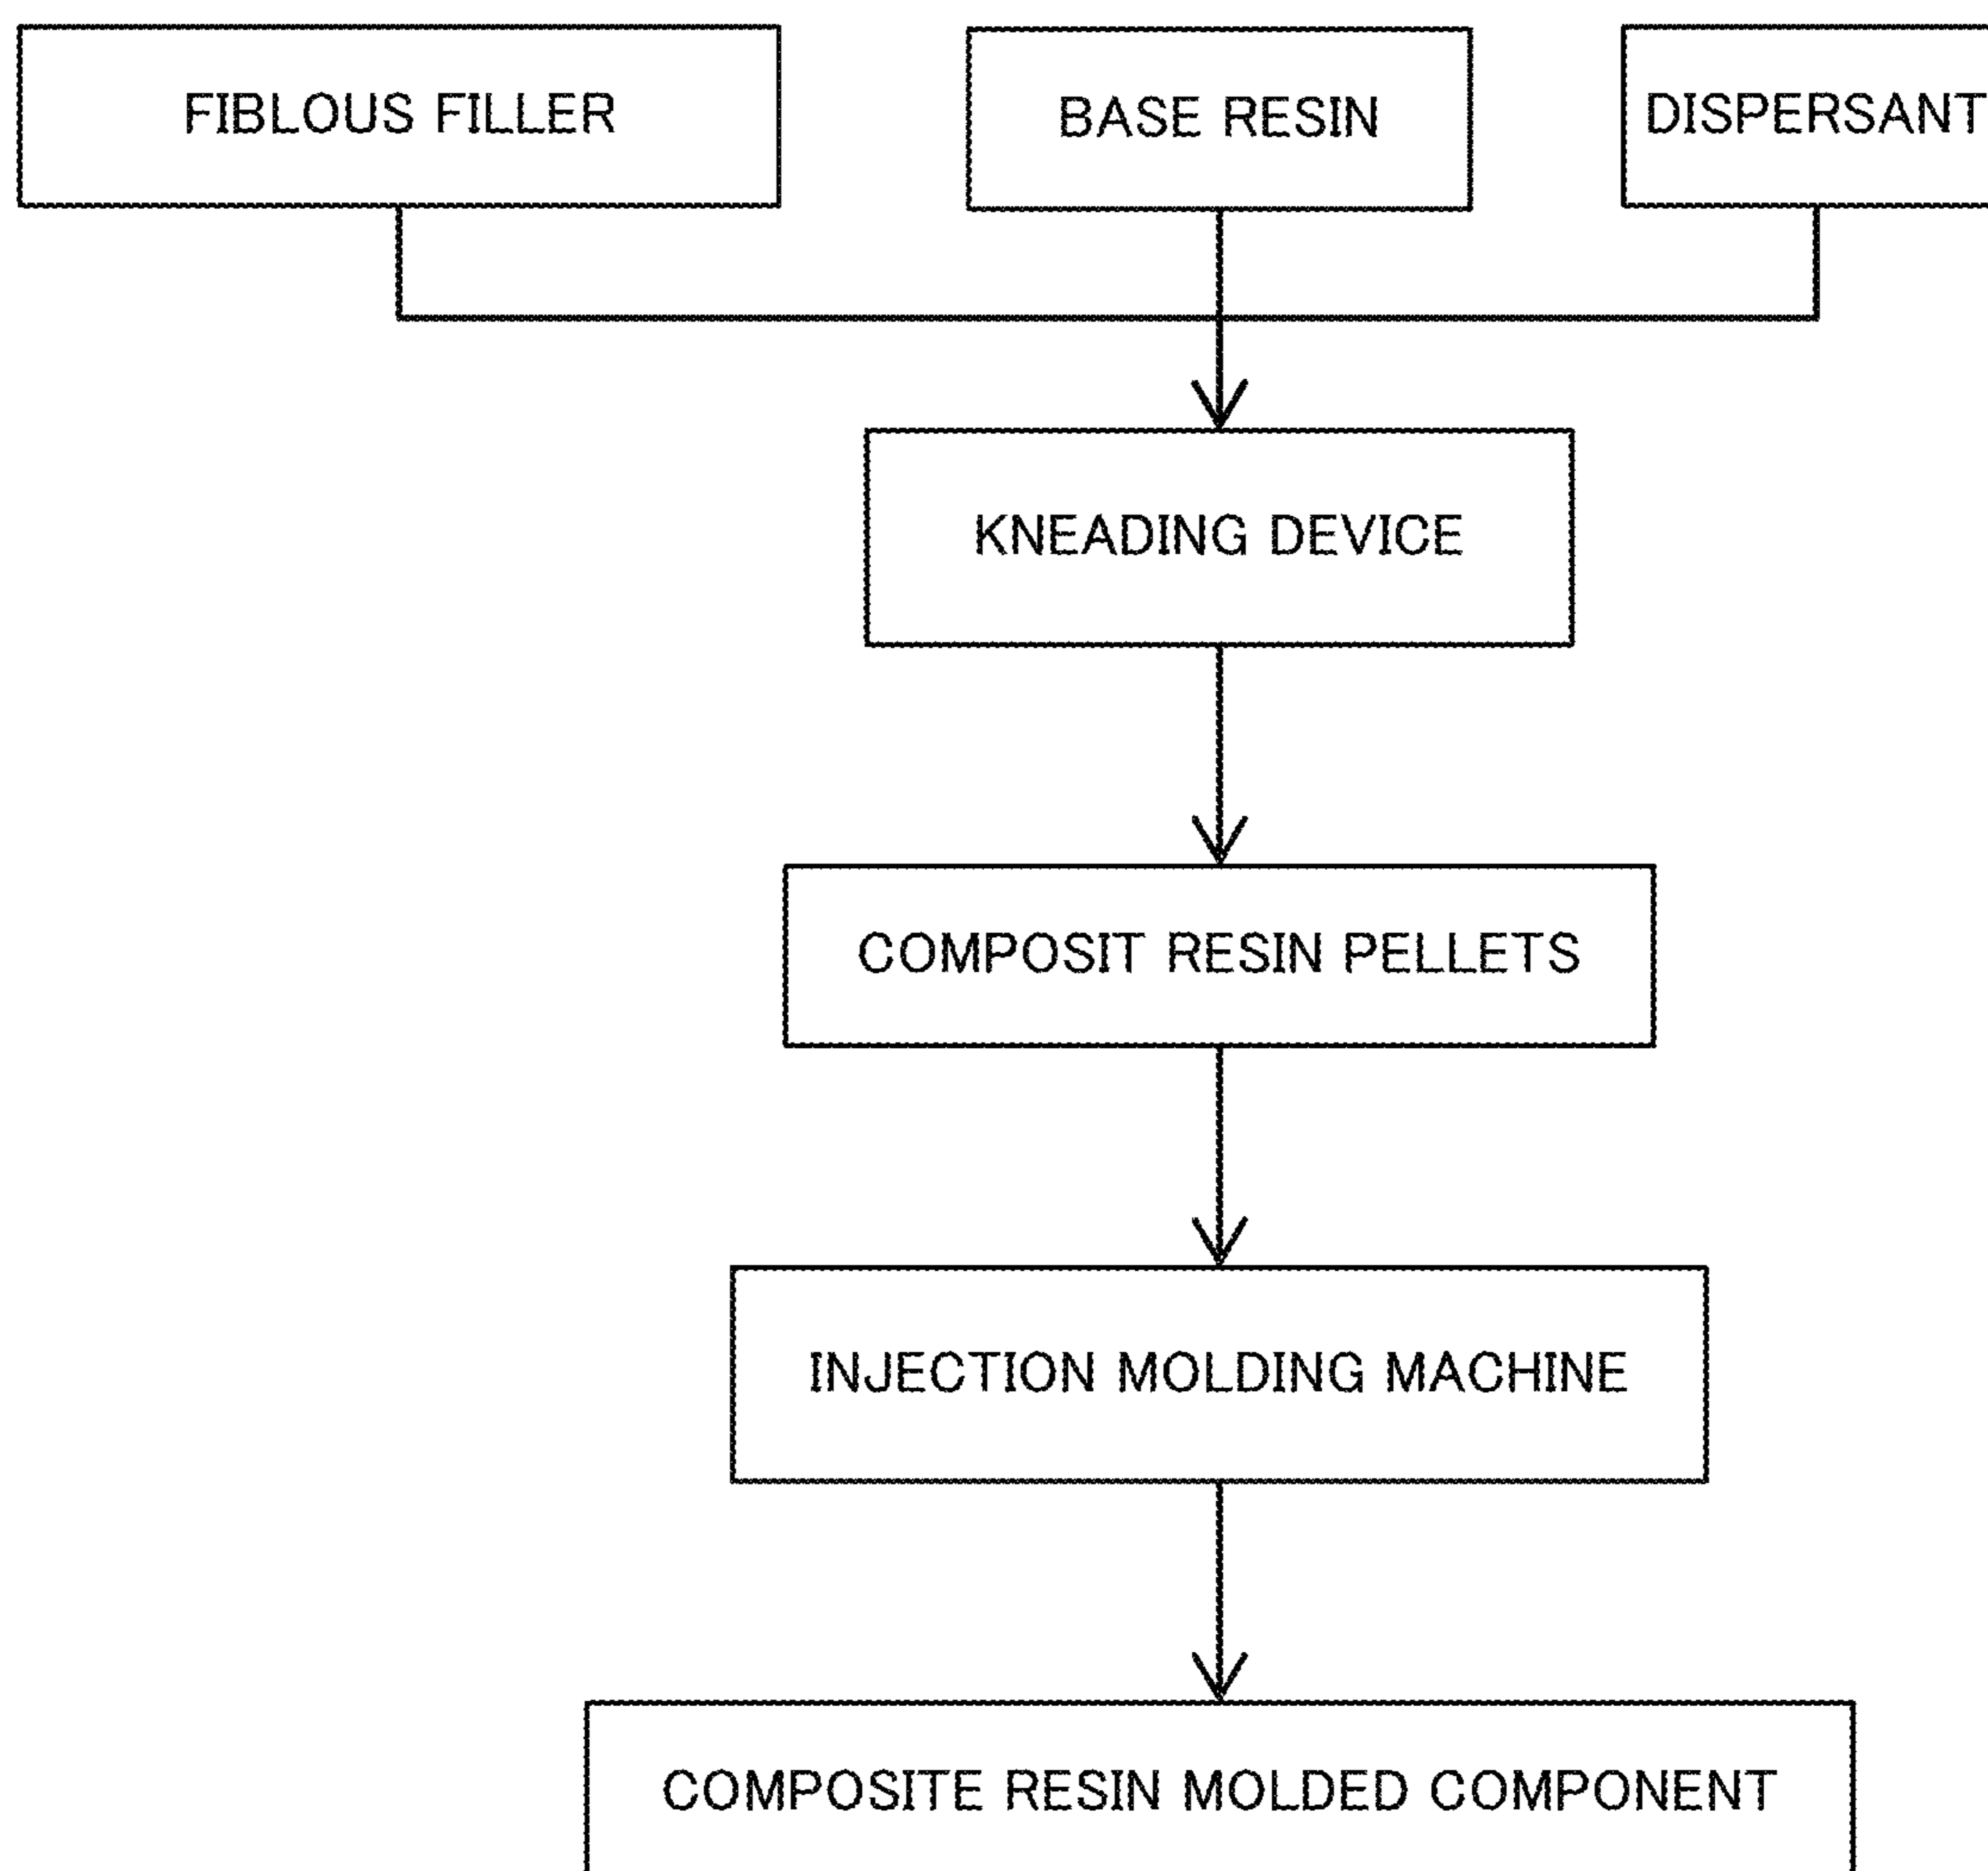 FIBLOUS FILLER
BASE RESIN
DISPERSANT
KNEADING DEVICE
COMPOSIT RESIN PELLETS
INJECTION MOLDING MACHINE
COMPOSITE RESIN MOLDED COMPONENT